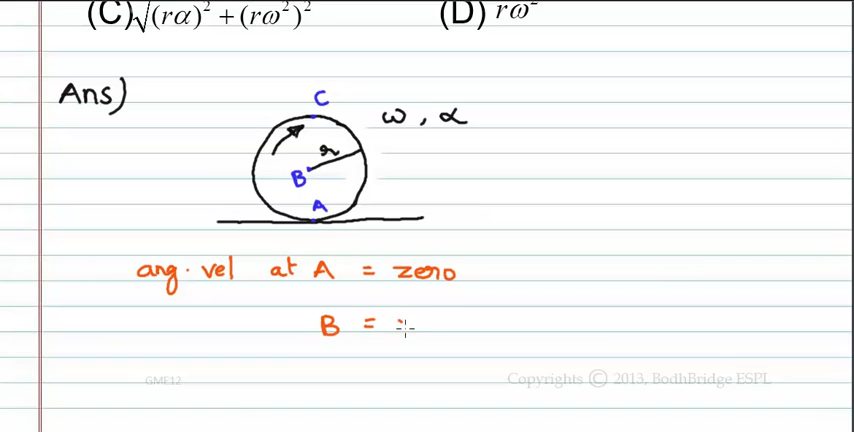 (C) √(rα)² + (rω²)² (D) rω²
Ans)
C
ω, α
r
B
A
ang. vel at A = zero
B =
GME12
Copyrights © 2013, BodhBridge ESPL